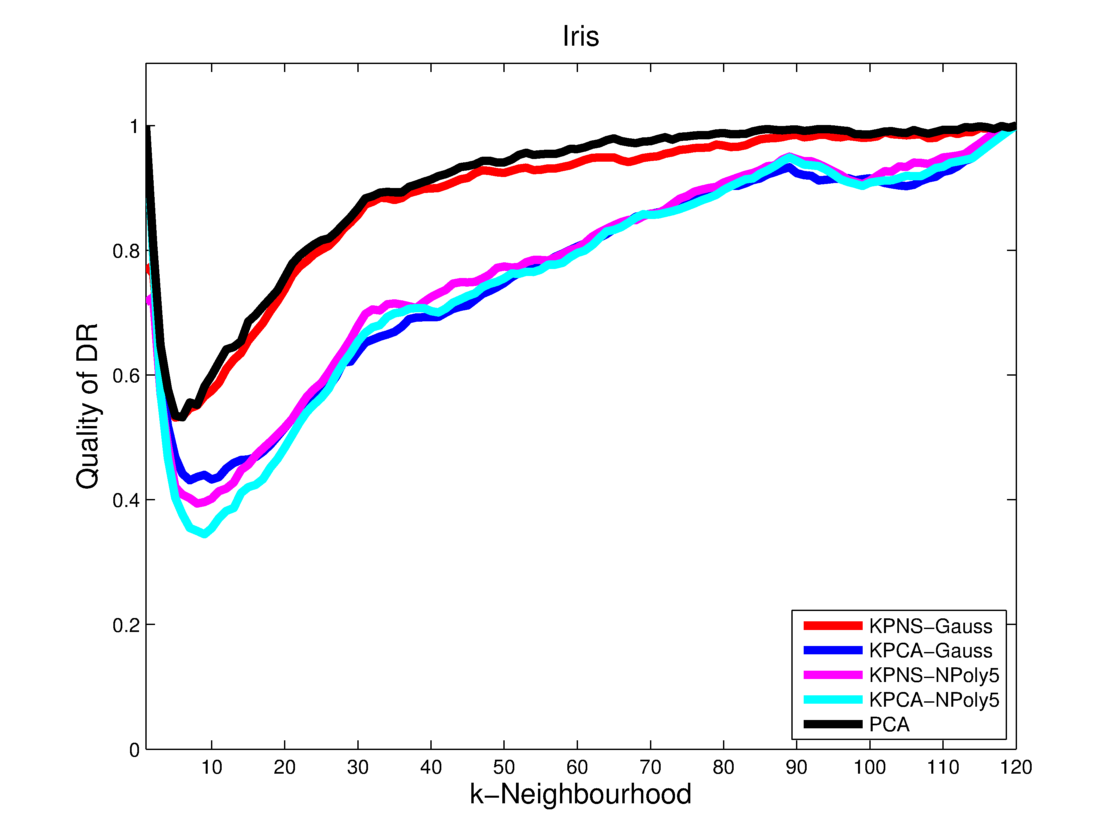 Iris
Quality of DR
1
0.8
0.6
0.4
0.2
0
10 20 30 40 50 60 70 80 90 100 110 120
k−Neighbourhood
KPNS−Gauss
KPCA−Gauss
KPNS−NPoly5
KPCA−NPoly5
PCA